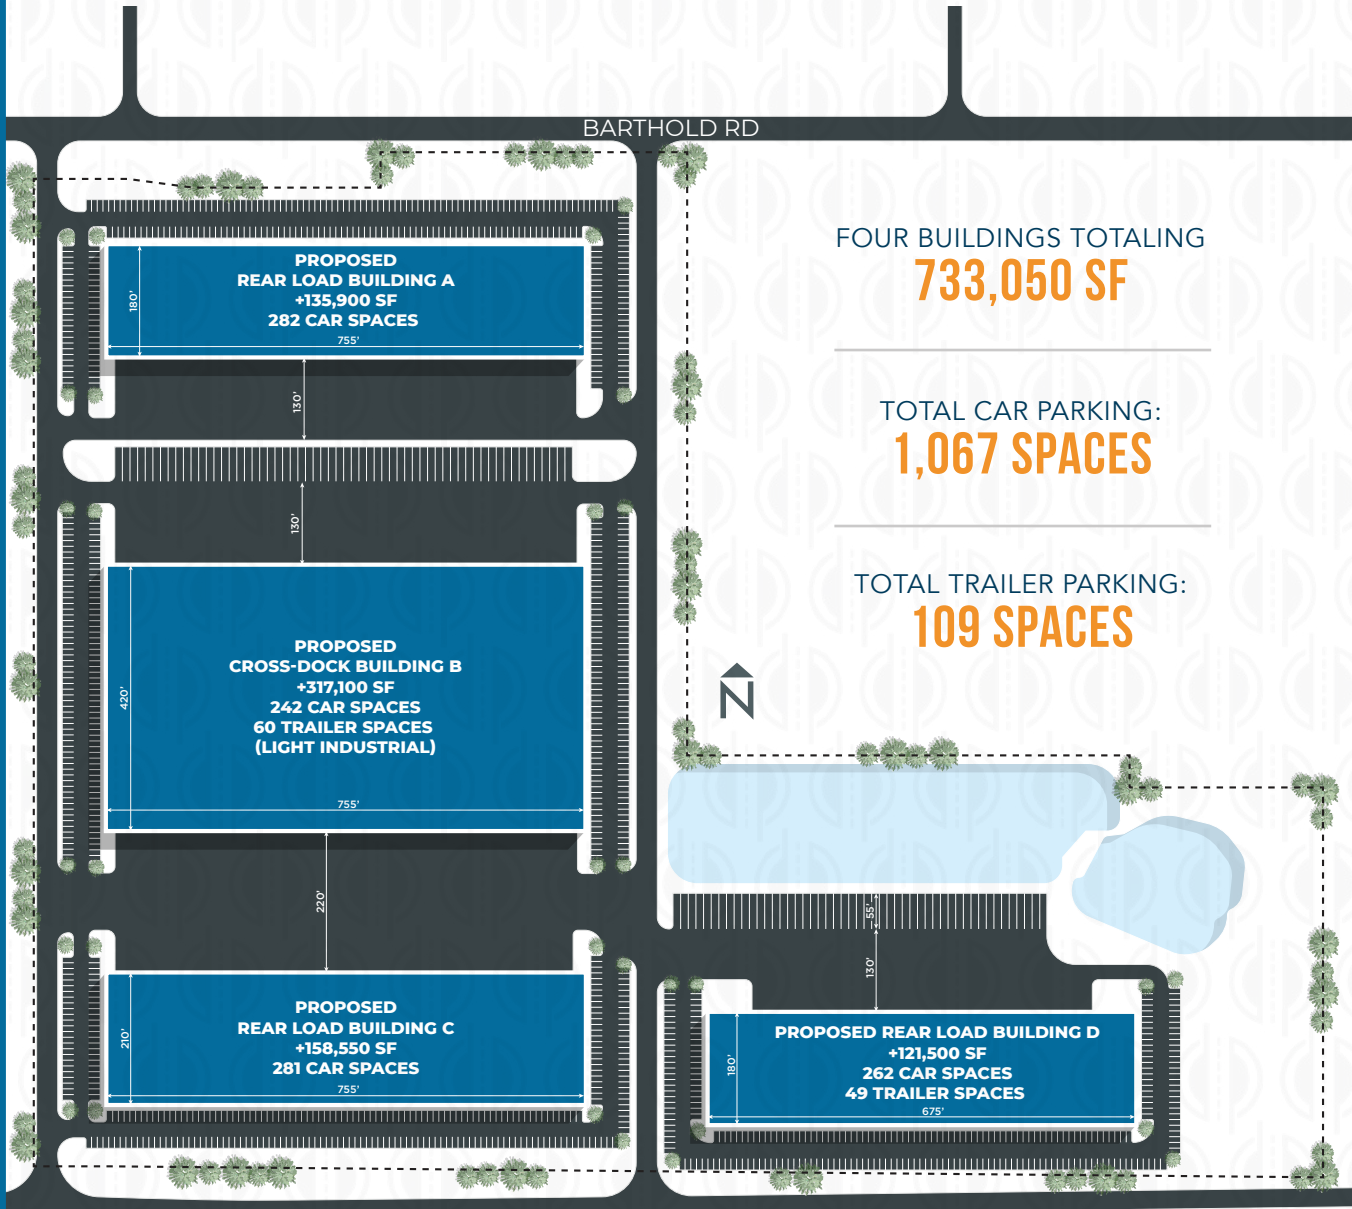 BARTHOLD RD
PROPOSED
REAR LOAD BUILDING A
+135,900 SF
282 CAR SPACES
180'
755'
130'
FOUR BUILDINGS TOTALING
733,050 SF
TOTAL CAR PARKING:
1,067 SPACES
TOTAL TRAILER PARKING:
109 SPACES
N
130'
PROPOSED
CROSS-DOCK BUILDING B
+317,100 SF
242 CAR SPACES
60 TRAILER SPACES
(LIGHT INDUSTRIAL)
420'
755'
220'
PROPOSED
REAR LOAD BUILDING C
+158,550 SF
281 CAR SPACES
210'
755'
55'
130'
PROPOSED REAR LOAD BUILDING D
+121,500 SF
262 CAR SPACES
49 TRAILER SPACES
180'
675'